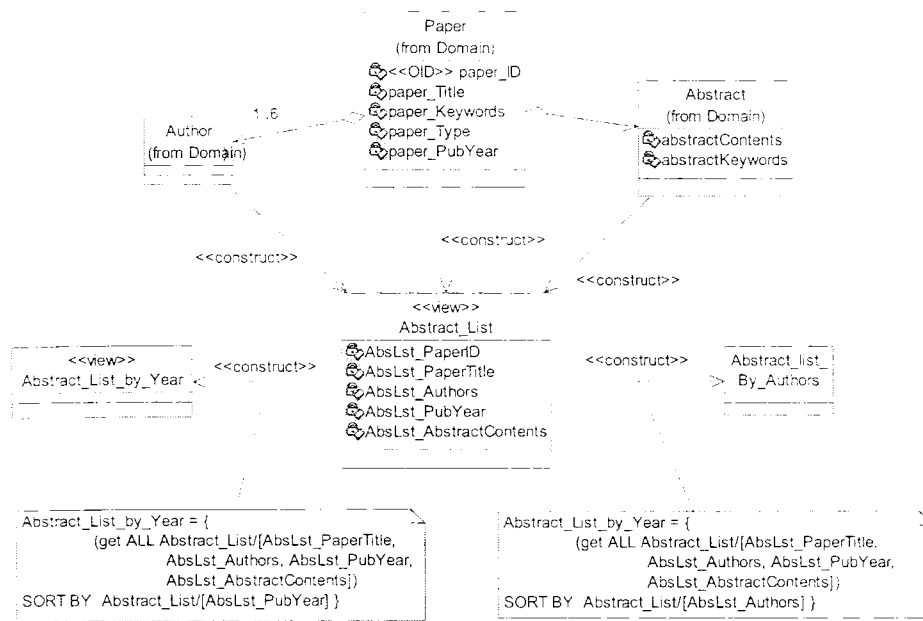 Paper
(from Domain)
<<OID>> paper_ID
paper_Title
paper_Keywords
paper_Type
paper_PubYear
1..6
Author
(from Domain)
Abstract
(from Domain)
abstractContents
abstractKeywords
<<construct>>
<<construct>>
<<construct>>
<<view>>
Abstract_List
AbsLst_PaperID
AbsLst_PaperTitle
AbsLst_Authors
AbsLst_PubYear
AbsLst_AbstractContents
<<view>>
Abstract_List_by_Year
<<construct>>
<<construct>>
Abstract_list_
By_Authors
Abstract_List_by_Year = {
(get ALL Abstract_List/[AbsLst_PaperTitle,
AbsLst_Authors, AbsLst_PubYear,
AbsLst_AbstractContents])
SORT BY Abstract_List/[AbsLst_PubYear] }
Abstract_List_by_Year = {
(get ALL Abstract_List/[AbsLst_PaperTitle,
AbsLst_Authors, AbsLst_PubYear,
AbsLst_AbstractContents])
SORT BY Abstract_List/[AbsLst_Authors] }